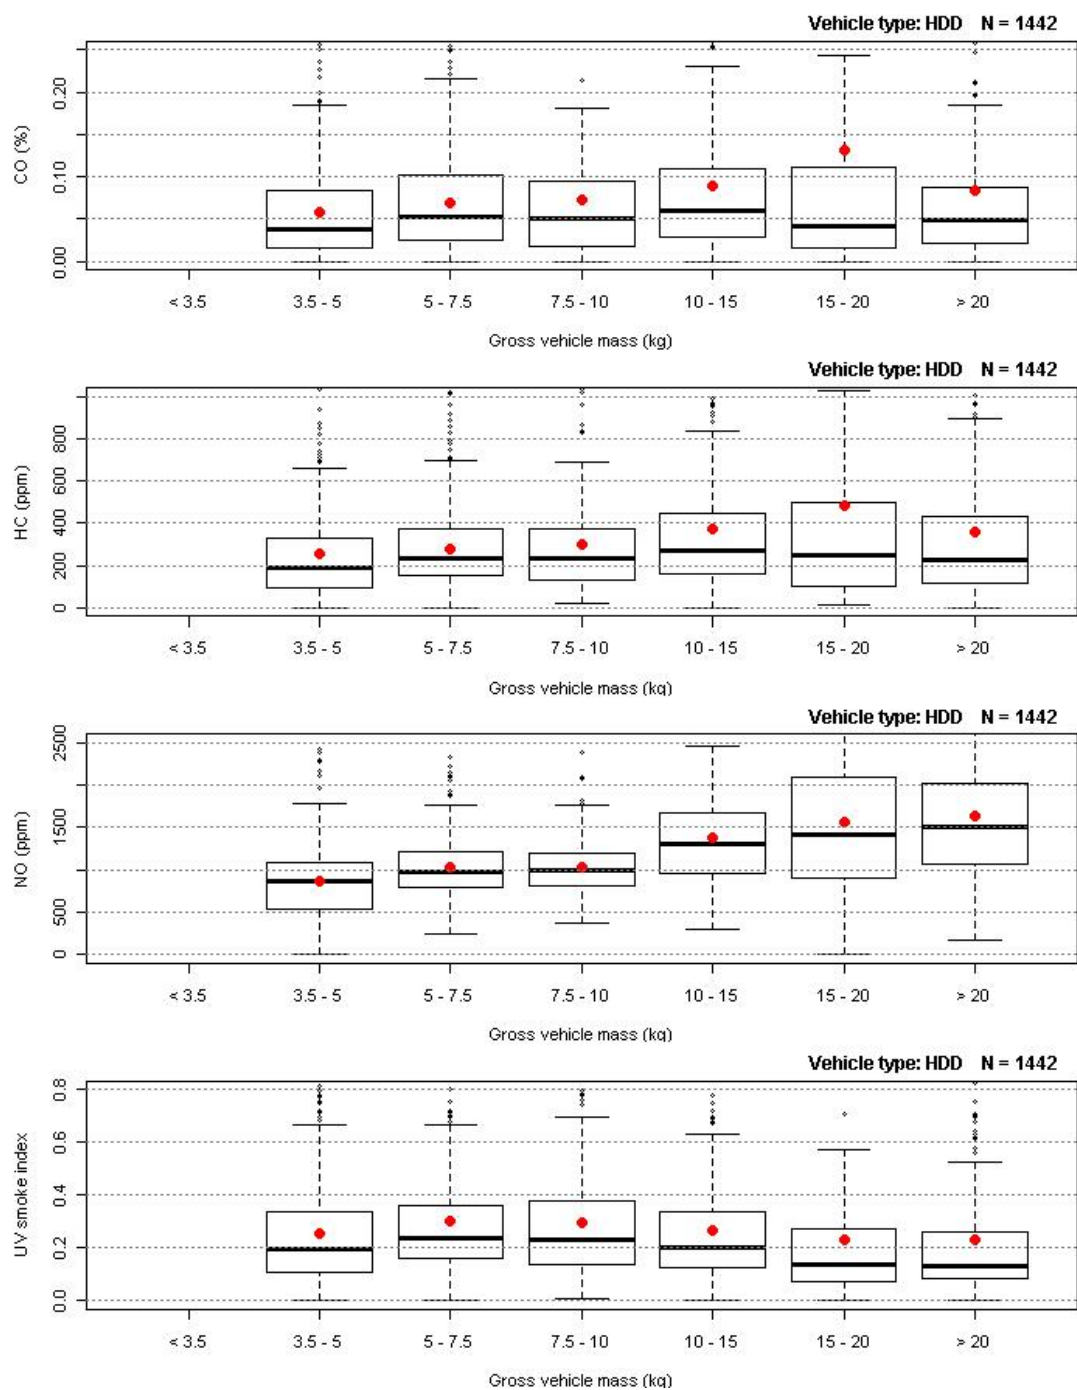 Vehicle type: HDD N = 1442
CO (%)
0.20
0.10
0.00
< 3.5 3.5 - 5 5 - 7.5 7.5 - 10 10 - 15 15 - 20 > 20
Gross vehicle mass (kg)
Vehicle type: HDD N = 1442
HC (ppm)
800
600
400
200
0
< 3.5 3.5 - 5 5 - 7.5 7.5 - 10 10 - 15 15 - 20 > 20
Gross vehicle mass (kg)
Vehicle type: HDD N = 1442
NO (ppm)
2500
1500
500
0
< 3.5 3.5 - 5 5 - 7.5 7.5 - 10 10 - 15 15 - 20 > 20
Gross vehicle mass (kg)
Vehicle type: HDD N = 1442
UV smoke index
0.8
0.6
0.4
0.2
0.0
< 3.5 3.5 - 5 5 - 7.5 7.5 - 10 10 - 15 15 - 20 > 20
Gross vehicle mass (kg)